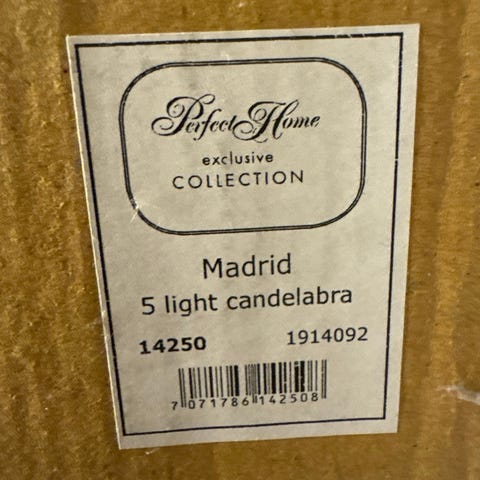 Perfect Home
exclusive
COLLECTION
Madrid
5 light candelabra
14250 1914092
7 071786 142508